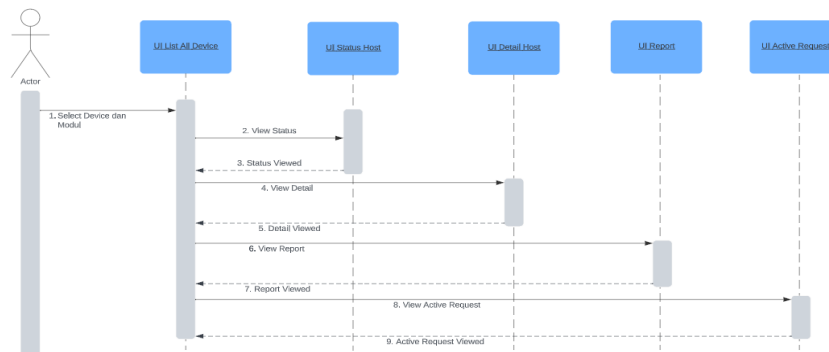 UI List All Device
UI Status Host
UI Detail Host
UI Report
UI Active Request
Actor
1. Select Device dan
Modul
2. View Status
3. Status Viewed
4. View Detail
5. Detail Viewed
6. View Report
7. Report Viewed
8. View Active Request
9. Active Request Viewed